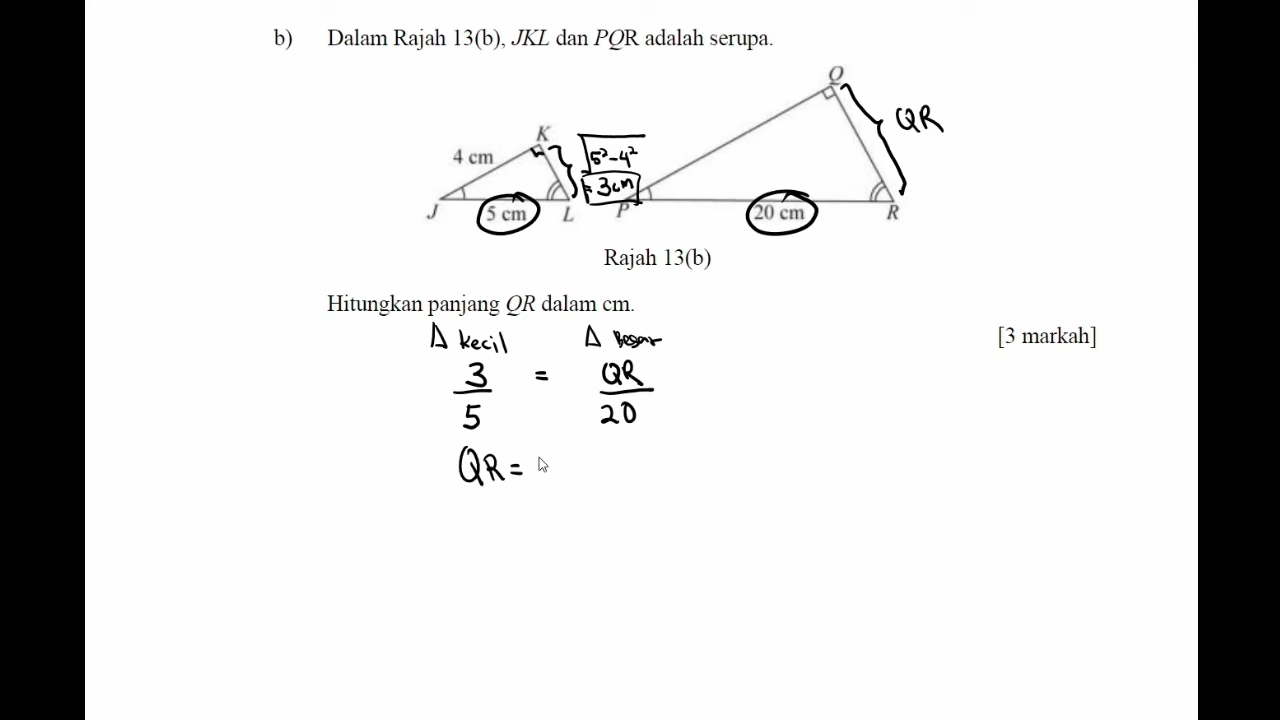 b) Dalam Rajah 13(b), JKL dan PQR adalah serupa.
Q
QR
K
4 cm
√5²-4²
= 3cm
J
5 cm
L
P
20 cm
R
Rajah 13(b)
Hitungkan panjang QR dalam cm.
[3 markah]
Δ kecil Δ Besar
3/5 = QR/20
QR =